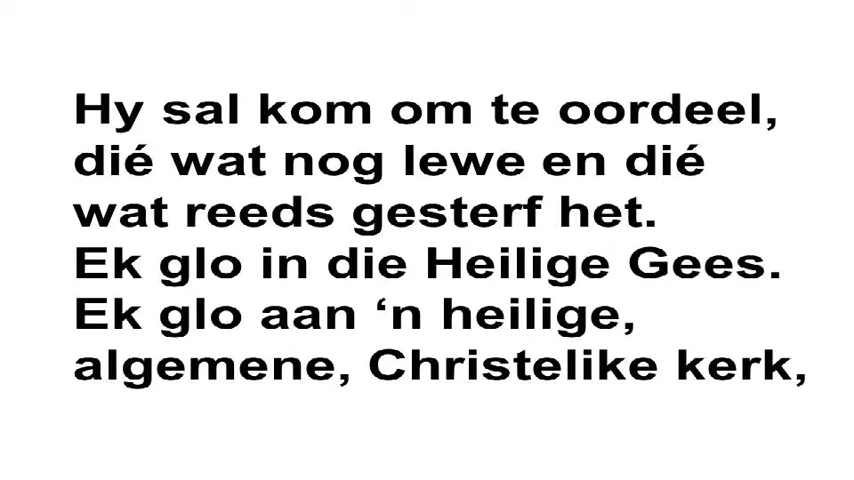 Hy sal kom om te oordeel,
dié wat nog lewe en dié
wat reeds gesterf het.
Ek glo in die Heilige Gees.
Ek glo aan ‘n heilige,
algemene, Christelike kerk,